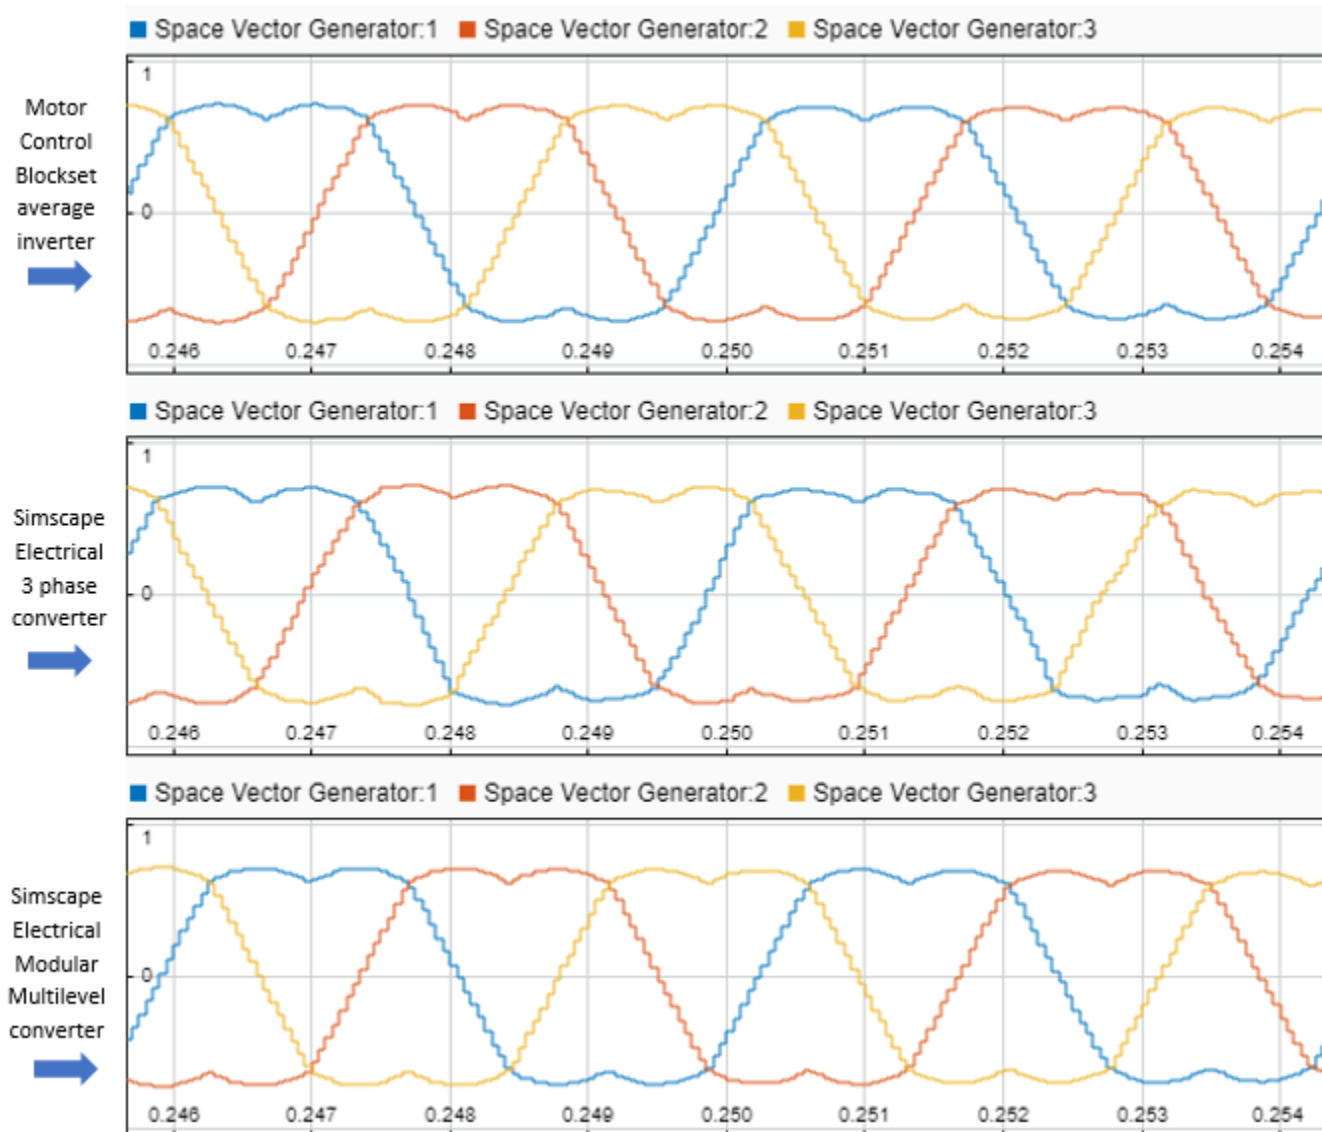 Space Vector Generator:1 Space Vector Generator:2 Space Vector Generator:3
Motor
Control
Blockset
average
inverter
1
0
0.246 0.247 0.248 0.249 0.250 0.251 0.252 0.253 0.254
Space Vector Generator:1 Space Vector Generator:2 Space Vector Generator:3
Simscape
Electrical
3 phase
converter
1
0
0.246 0.247 0.248 0.249 0.250 0.251 0.252 0.253 0.254
Space Vector Generator:1 Space Vector Generator:2 Space Vector Generator:3
Simscape
Electrical
Modular
Multilevel
converter
1
0
0.246 0.247 0.248 0.249 0.250 0.251 0.252 0.253 0.254